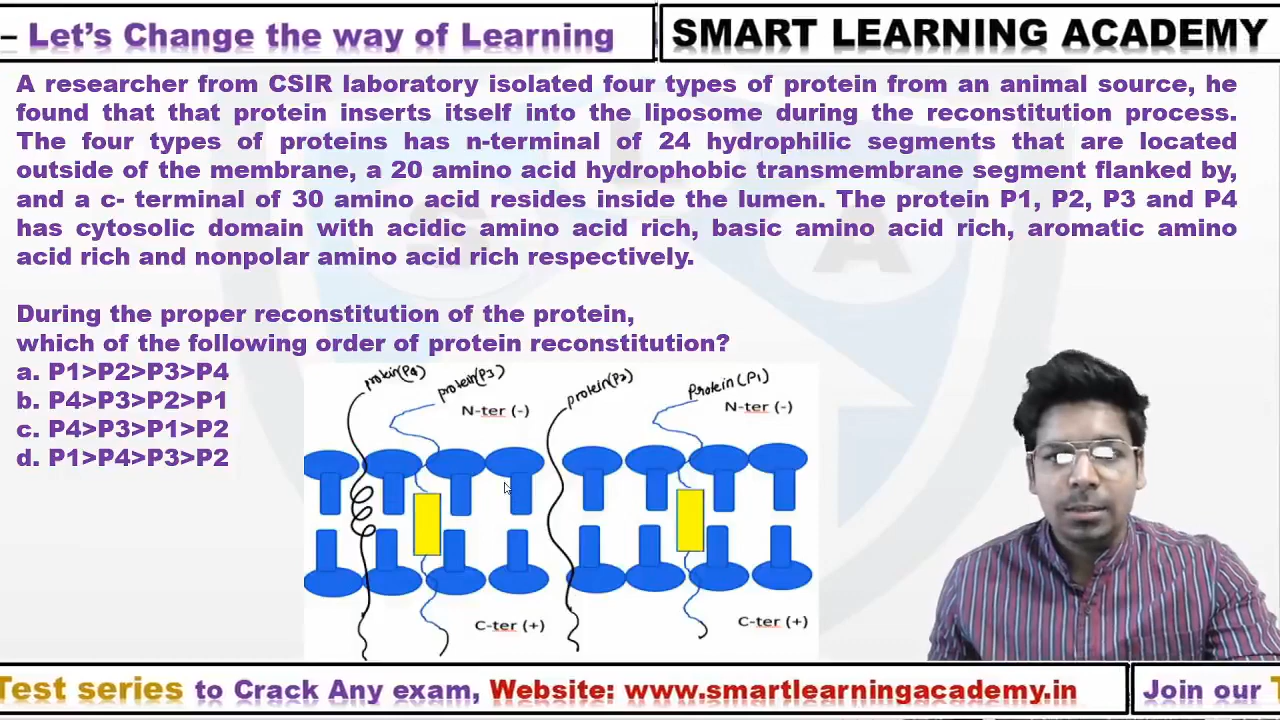 – Let's Change the way of Learning
SMART LEARNING ACADEMY
A researcher from CSIR laboratory isolated four types of protein from an animal source, he
found that that protein inserts itself into the liposome during the reconstitution process.
The four types of proteins has n-terminal of 24 hydrophilic segments that are located
outside of the membrane, a 20 amino acid hydrophobic transmembrane segment flanked by,
and a c- terminal of 30 amino acid resides inside the lumen. The protein P1, P2, P3 and P4
has cytosolic domain with acidic amino acid rich, basic amino acid rich, aromatic amino
acid rich and nonpolar amino acid rich respectively.
During the proper reconstitution of the protein,
which of the following order of protein reconstitution?
a. P1>P2>P3>P4
b. P4>P3>P2>P1
c. P4>P3>P1>P2
d. P1>P4>P3>P2
protein(P4)
protein(P3)
protein(P2)
Protein (P1)
N-ter (-)
N-ter (-)
C-ter (+)
C-ter (+)
Test series to Crack Any exam, Website: www.smartlearningacademy.in
Join our T